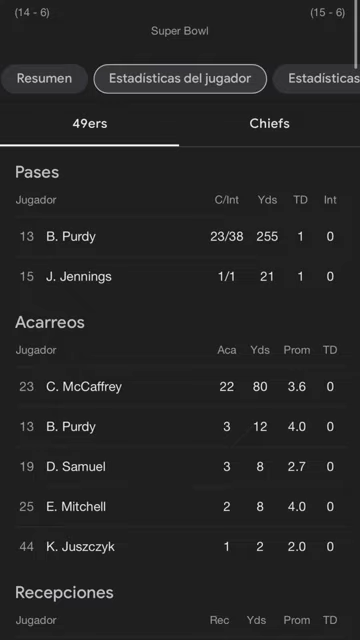 (14 - 6) (15 - 6)
Super Bowl
Resumen Estadísticas del jugador Estadísticas
49ers Chiefs
Pases
Jugador C/Int Yds TD Int
13 B. Purdy 23/38 255 1 0
15 J. Jennings 1/1 21 1 0
Acarreos
Jugador Aca Yds Prom TD
23 C. McCaffrey 22 80 3.6 0
13 B. Purdy 3 12 4.0 0
19 D. Samuel 3 8 2.7 0
25 E. Mitchell 2 8 4.0 0
44 K. Juszczyk 1 2 2.0 0
Recepciones
Jugador Rec Yds Prom TD